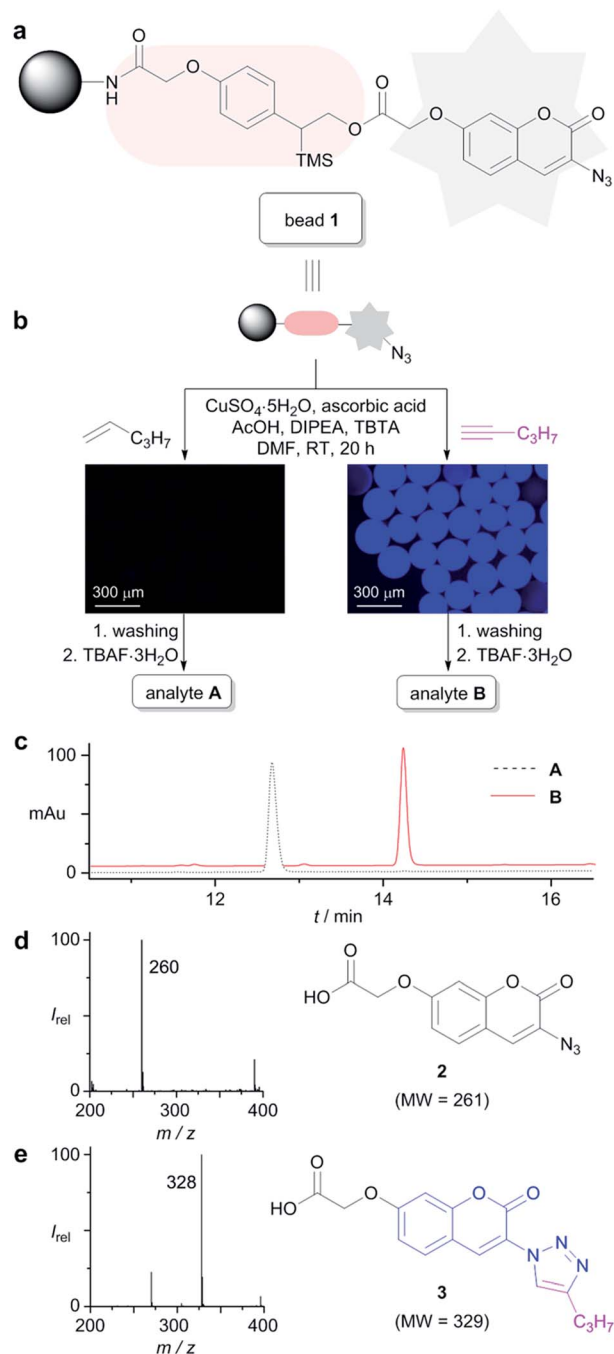 a
O
N
H
O
TMS
O
O
O
O
O
N3
bead 1
b
N3
CuSO4·5H2O, ascorbic acid
AcOH, DIPEA, TBTA
DMF, RT, 20 h
C3H7
C3H7
300 µm
300 µm
1. washing
2. TBAF·3H2O
1. washing
2. TBAF·3H2O
analyte A
analyte B
c
100
mAu
0
A
B
12
14
16
t / min
d
100
260
Irel
0
200
300
400
m / z
O
HO
O
O
O
N3
2
(MW = 261)
e
100
328
Irel
0
200
300
400
m / z
O
HO
O
O
O
N
N
N
C3H7
3
(MW = 329)